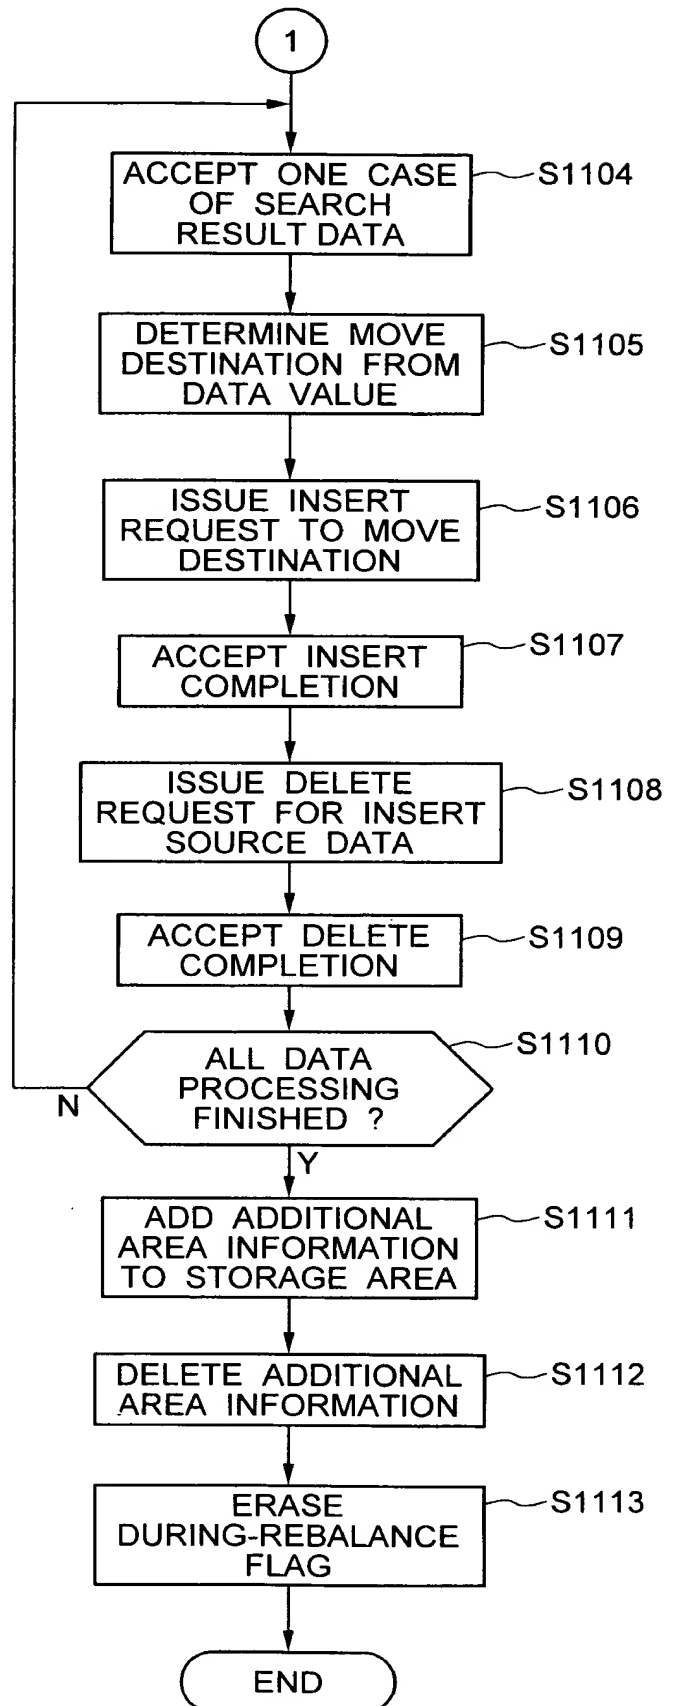 1
ACCEPT ONE CASE
OF SEARCH
RESULT DATA
S1104
DETERMINE MOVE
DESTINATION FROM
DATA VALUE
S1105
ISSUE INSERT
REQUEST TO MOVE
DESTINATION
S1106
ACCEPT INSERT
COMPLETION
S1107
ISSUE DELETE
REQUEST FOR INSERT
SOURCE DATA
S1108
ACCEPT DELETE
COMPLETION
S1109
ALL DATA
PROCESSING
FINISHED ?
S1110
N
Y
ADD ADDITIONAL
AREA INFORMATION
TO STORAGE AREA
S1111
DELETE ADDITIONAL
AREA INFORMATION
S1112
ERASE
DURING-REBALANCE
FLAG
S1113
END